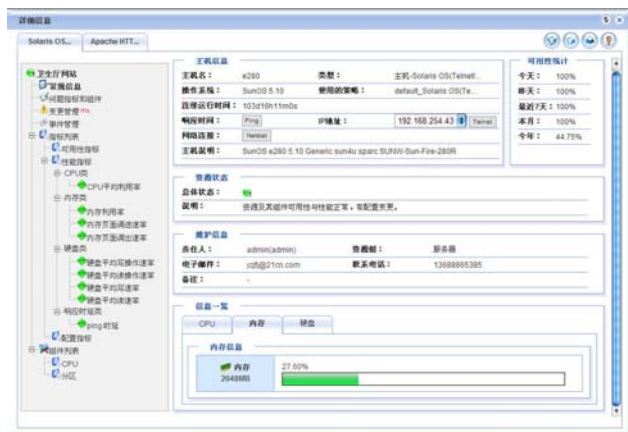 详细信息
Solaris OS... Apache HTT...
卫生厅网站
常规信息
问题指标和组件
变更管理
事件管理
指标列表
可用性指标
性能指标
CPU类
CPU平均利用率
内存类
内存利用率
内存页面调进速率
内存页面调出速率
硬盘类
硬盘平均写操作速率
硬盘平均读操作速率
硬盘平均写速率
硬盘平均读速率
响应时延类
ping时延
配置指标
组件列表
CPU
分区
主机信息
主机名： e280 类型： 主机-Solaris OS(Telnet/...
操作系统： SunOS 5.10 使用的策略： default_Solaris OS(Te...
连续运行时间： 103d16h11m0s
响应时间： Ping IP地址： 192.168.254.43 Telnet
网络连接： Netstat
主机说明： SunOS e280 5.10 Generic sun4u sparc SUNW-Sun-Fire-280R
可用性统计
今天： 100%
昨天： 100%
最近7天： 100%
本月： 100%
今年： 44.75%
资源状态
总体状态：
说明： 资源及其组件可用性与性能正常，有配置变更。
维护信息
责任人： admin(admin) 资源组： 服务器
电子邮件： yzfj@21cn.com 联系电话： 13688865385
备注： -
信息一览
CPU 内存 硬盘
内存信息
内存 27.60%
2048MB